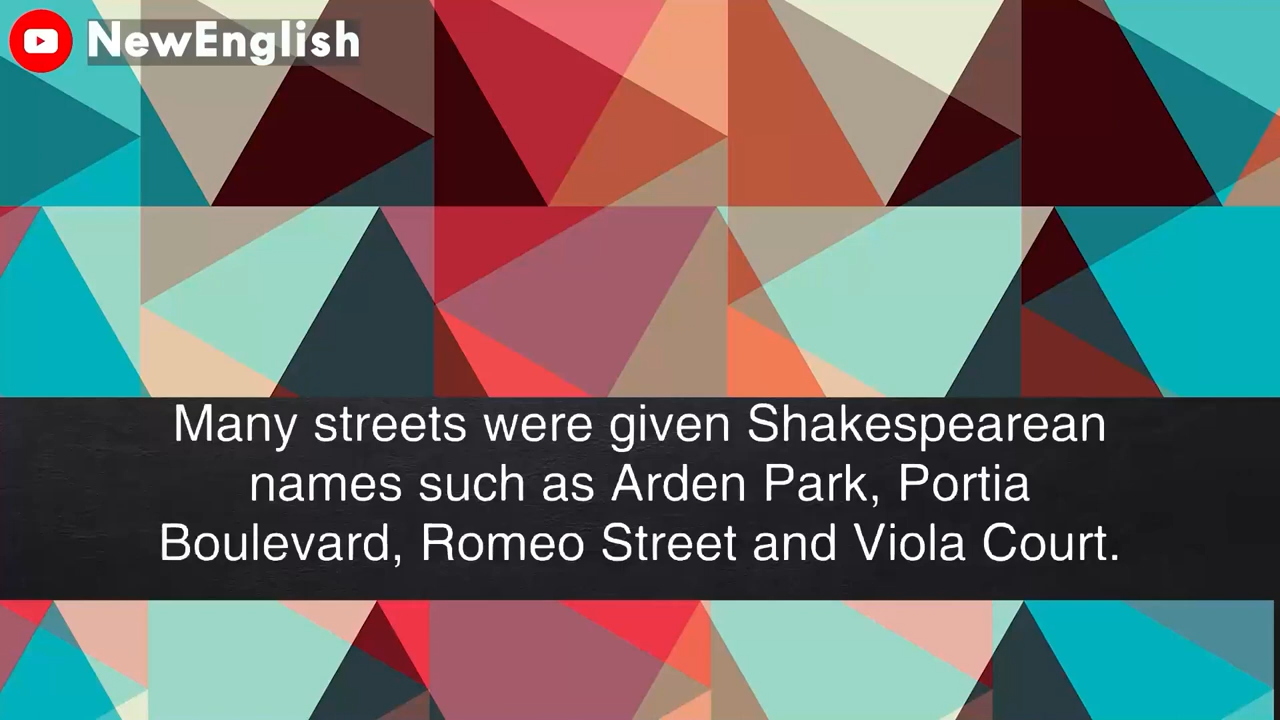 NewEnglish
Many streets were given Shakespearean
names such as Arden Park, Portia
Boulevard, Romeo Street and Viola Court.